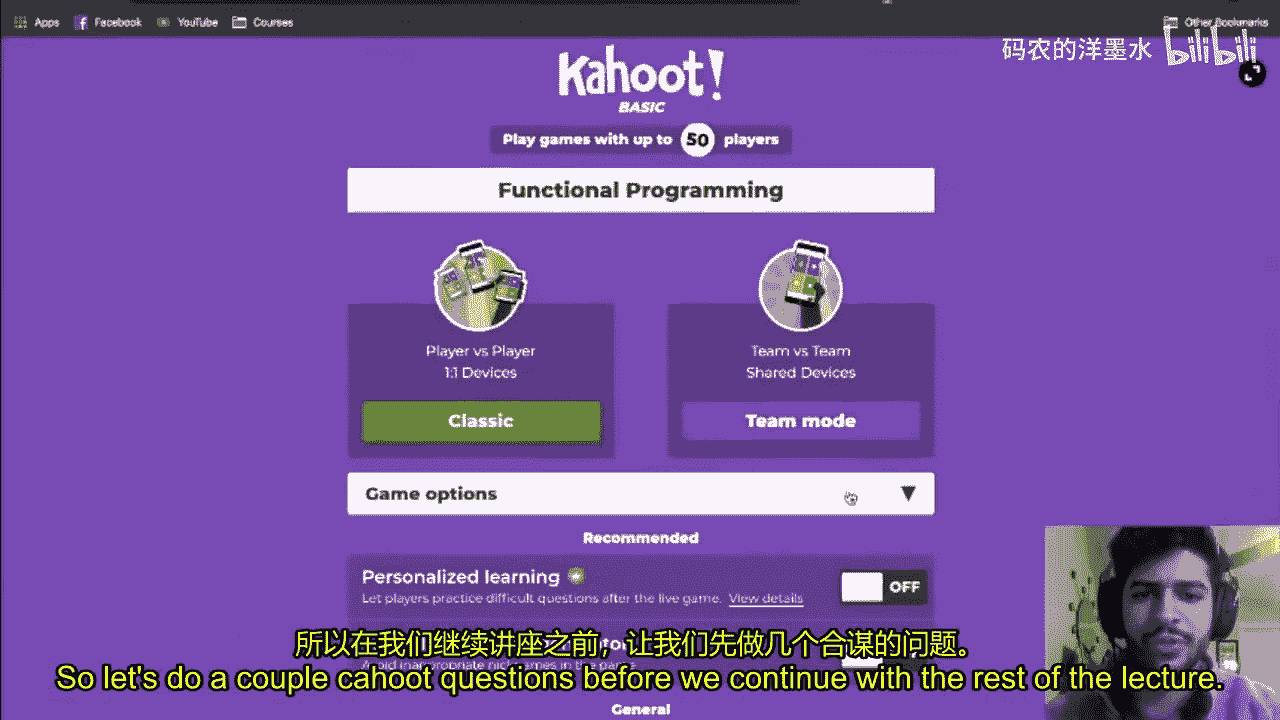 Apps Facebook YouTube Courses Other Bookmarks
码农的洋墨水 bilibili
Kahoot!
BASIC
Play games with up to 50 players
Functional Programming
Player vs Player
1:1 Devices
Classic
Team vs Team
Shared Devices
Team mode
Game options
Recommended
Personalized learning
Let players practice difficult questions after the live game. View details
OFF
所以在我们继续讲座之前，让我们先做几个合谋的问题。
So let's do a couple cahoot questions before we continue with the rest of the lecture.
General